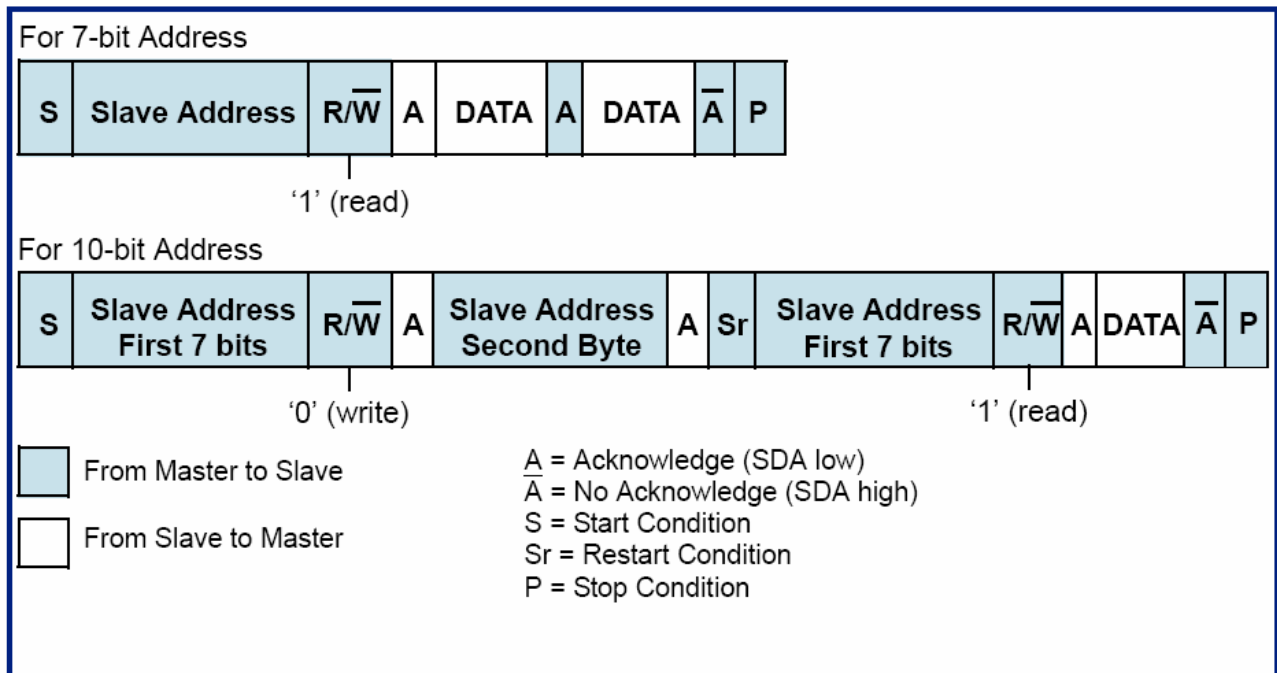 For 7-bit Address
S Slave Address R/W̅ A DATA A DATA A̅ P
‘1’ (read)
For 10-bit Address
S Slave Address First 7 bits R/W̅ A Slave Address Second Byte A Sr Slave Address First 7 bits R/W̅ A DATA A̅ P
‘0’ (write) ‘1’ (read)
From Master to Slave
From Slave to Master
A = Acknowledge (SDA low)
A̅ = No Acknowledge (SDA high)
S = Start Condition
Sr = Restart Condition
P = Stop Condition